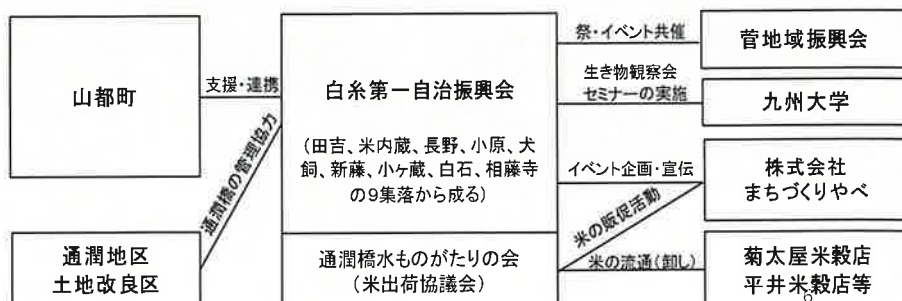 山都町
支援・連携
通潤橋の管理協力
通潤地区
土地改良区
白糸第一自治振興会
(田吉、米内蔵、長野、小原、犬
飼、新藤、小ヶ蔵、白石、相藤寺
の9集落から成る)
通潤橋水ものがたりの会
(米出荷協議会)
祭・イベント共催
菅地域振興会
生き物観察会
セミナーの実施
九州大学
イベント企画・宣伝
株式会社
まちづくりやべ
米の販促活動
米の流通(卸し)
菊太屋米穀店
平井米穀店等